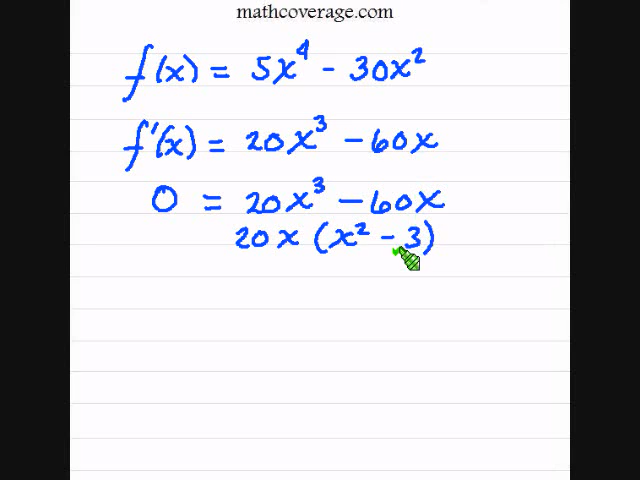 mathcoverage.com
f(x) = 5x⁴ - 30x²
f'(x) = 20x³ - 60x
0 = 20x³ - 60x
20x (x² - 3)